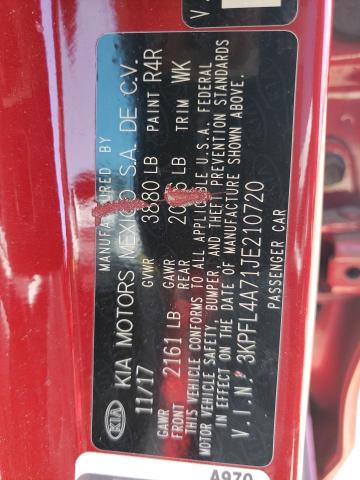 KIA
MANUFACTURED BY
KIA MOTORS MEXICO S.A. DE C.V.
11/17 GVWR 3880 LB PAINT R4R
GAWR FRONT 2161 LB GAWR REAR LB TRIM WK
THIS VEHICLE CONFORMS TO ALL APPLICABLE U.S.A. FEDERAL
MOTOR VEHICLE SAFETY, BUMPER, AND THEFT PREVENTION STANDARDS
IN EFFECT ON THE DATE OF MANUFACTURE SHOWN ABOVE.
V.I.N.: 3KPFL4A71JE210720
PASSENGER CAR